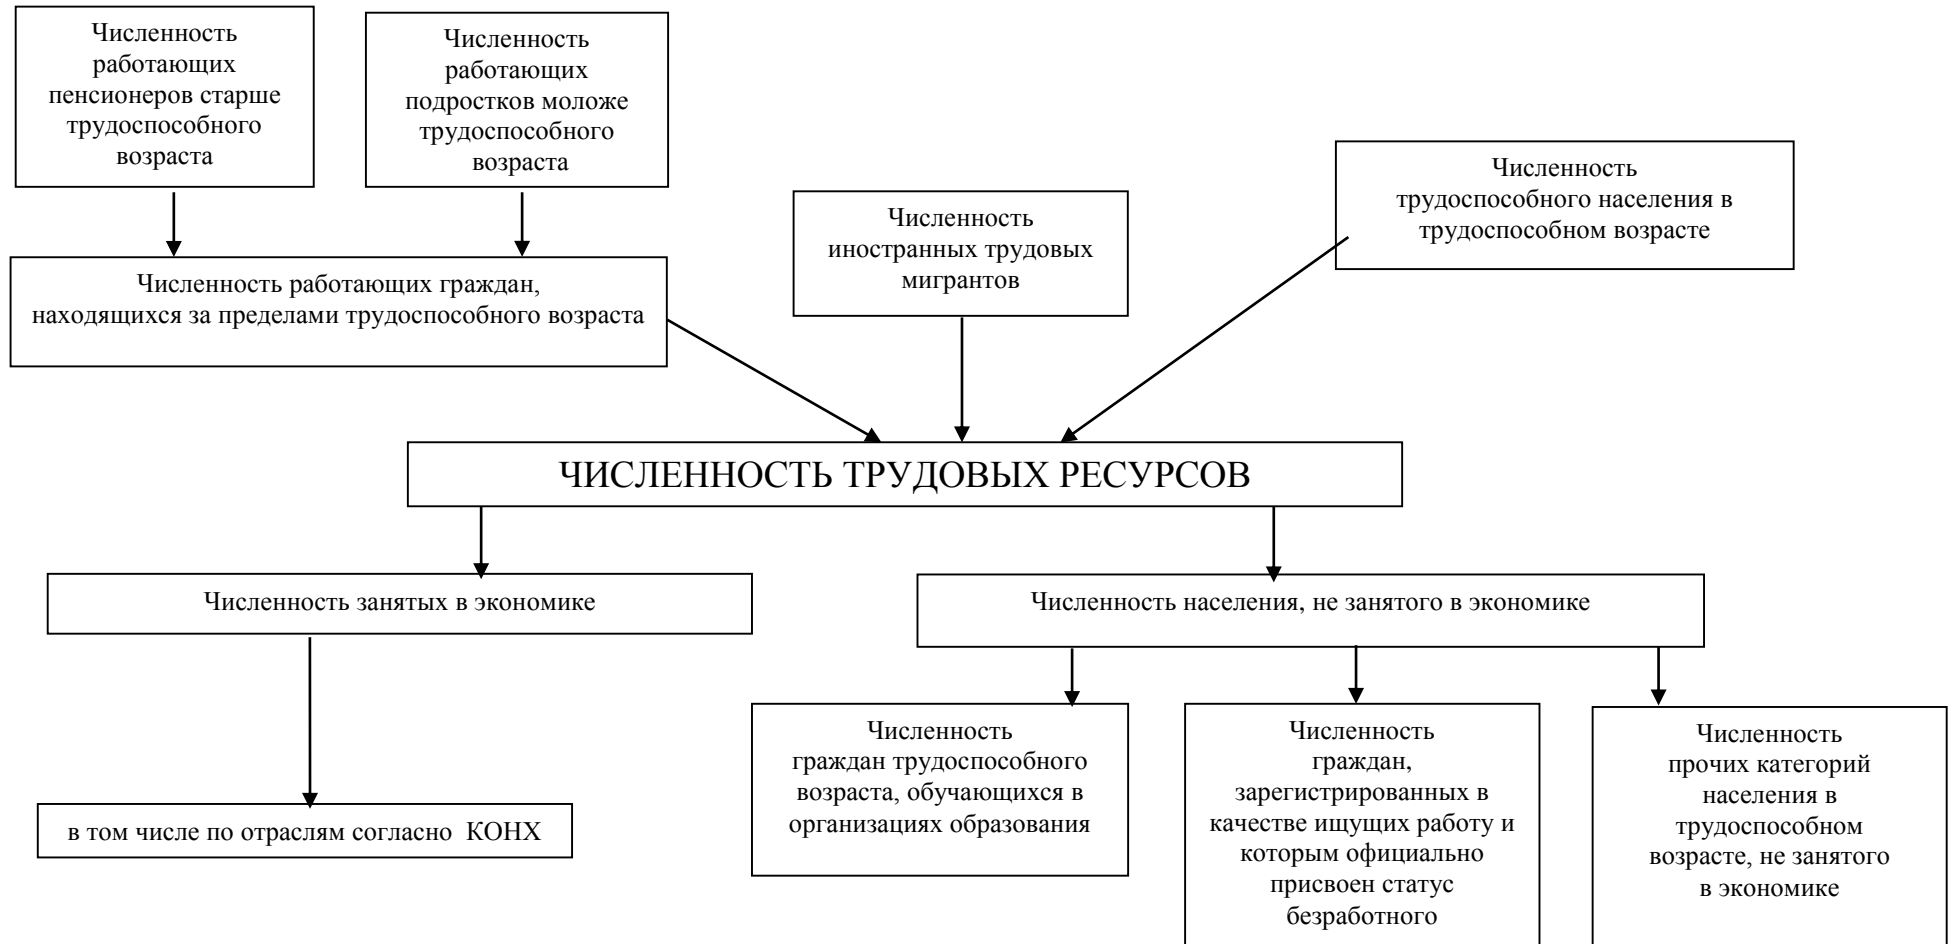 Численность
работающих
пенсионеров старше
трудоспособного
возраста
Численность
работающих
подростков моложе
трудоспособного
возраста
Численность
трудоспособного населения в
трудоспособном возрасте
Численность
иностранных трудовых
мигрантов
Численность работающих граждан,
находящихся за пределами трудоспособного возраста
ЧИСЛЕННОСТЬ ТРУДОВЫХ РЕСУРСОВ
Численность занятых в экономике
Численность населения, не занятого в экономике
в том числе по отраслям согласно КОНХ
Численность
граждан трудоспособного
возраста, обучающихся в
организациях образования
Численность
граждан,
зарегистрированных в
качестве ищущих работу и
которым официально
присвоен статус
безработного
Численность
прочих категорий
населения в
трудоспособном
возрасте, не занятого
в экономике